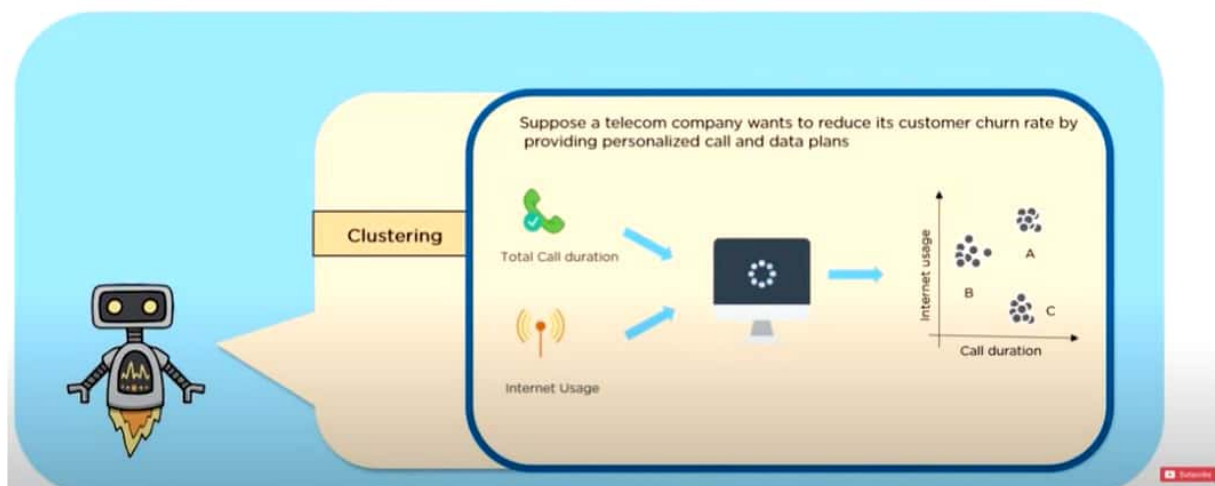 Suppose a telecom company wants to reduce its customer churn rate by
providing personalized call and data plans
Clustering
Total Call duration
Internet Usage
Internet usage
A
B
C
Call duration
Subscribe